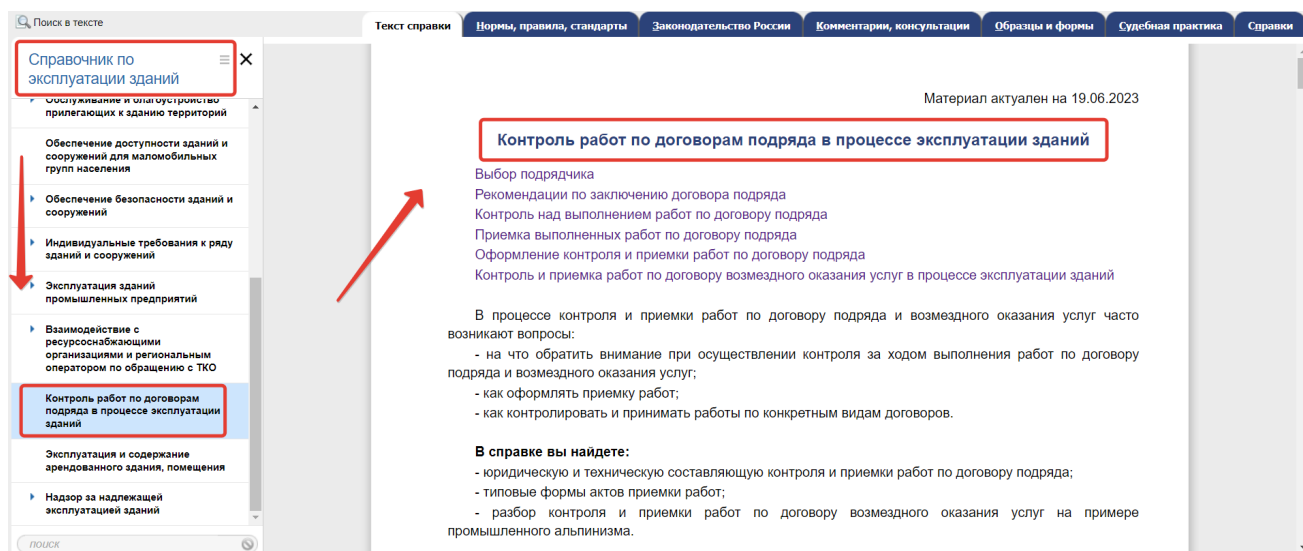 Поиск в тексте
Текст справки
Нормы, правила, стандарты
Законодательство России
Комментарии, консультации
Образцы и формы
Судебная практика
Справки
Справочник по
эксплуатации зданий
Обслуживание и благоустройство
прилегающих к зданию территорий
Обеспечение доступности зданий и
сооружений для маломобильных
групп населения
Обеспечение безопасности зданий и
сооружений
Индивидуальные требования к ряду
зданий и сооружений
Эксплуатация зданий
промышленных предприятий
Взаимодействие с
ресурсоснабжающими
организациями и региональным
оператором по обращению с ТКО
Контроль работ по договорам
подряда в процессе эксплуатации
зданий
Эксплуатация и содержание
арендованного здания, помещения
Надзор за надлежащей
эксплуатацией зданий
поиск
Материал актуален на 19.06.2023
Контроль работ по договорам подряда в процессе эксплуатации зданий
Выбор подрядчика
Рекомендации по заключению договора подряда
Контроль над выполнением работ по договору подряда
Приемка выполненных работ по договору подряда
Оформление контроля и приемки работ по договору подряда
Контроль и приемка работ по договору возмездного оказания услуг в процессе эксплуатации зданий
В процессе контроля и приемки работ по договору подряда и возмездного оказания услуг часто
возникают вопросы:
- на что обратить внимание при осуществлении контроля за ходом выполнения работ по договору
подряда и возмездного оказания услуг;
- как оформлять приемку работ;
- как контролировать и принимать работы по конкретным видам договоров.
В справке вы найдете:
- юридическую и техническую составляющую контроля и приемки работ по договору подряда;
- типовые формы актов приемки работ;
- разбор контроля и приемки работ по договору возмездного оказания услуг на примере
промышленного альпинизма.